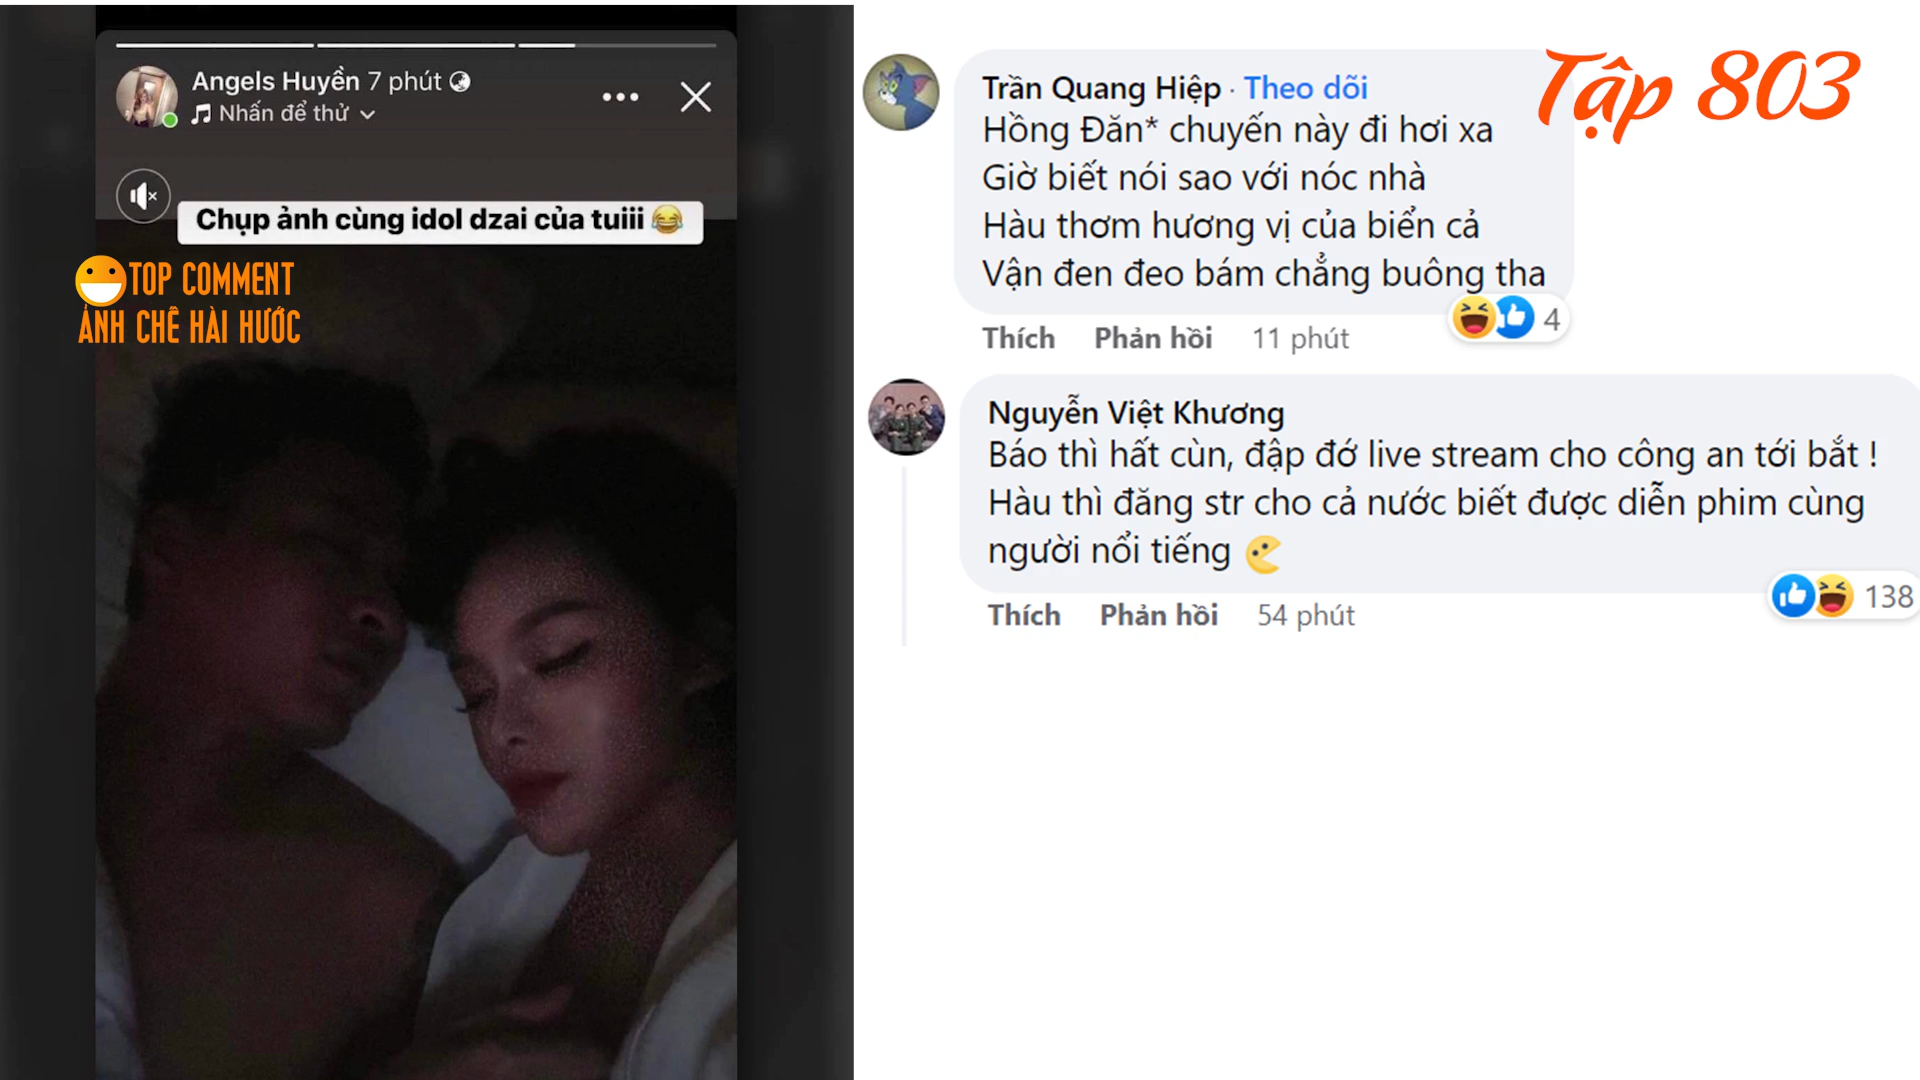 Angels Huyền 7 phút
Nhấn để thử
Chụp ảnh cùng idol dzai của tuiii 😂
TOP COMMENT
ẢNH CHẾ HÀI HƯỚC
Tập 803
Trần Quang Hiệp · Theo dõi
Hồng Đăn* chuyến này đi hơi xa
Giờ biết nói sao với nóc nhà
Hàu thơm hương vị của biển cả
Vận đen đeo bám chẳng buông tha
Thích Phản hồi 11 phút
4
Nguyễn Việt Khương
Báo thì hất cùn, đập đớ live stream cho công an tới bắt !
Hàu thì đăng str cho cả nước biết được diễn phim cùng
người nổi tiếng
Thích Phản hồi 54 phút
138